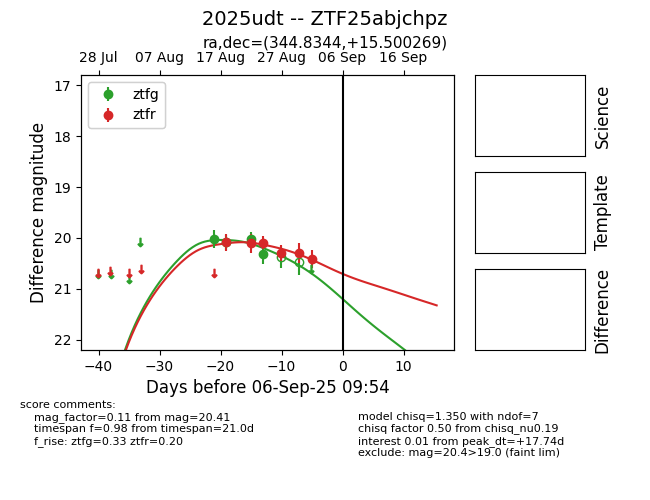 2025udt -- ZTF25abjchpz
ra,dec=(344.8344,+15.500269)
28 Jul 07 Aug 17 Aug 27 Aug 06 Sep 16 Sep
ztfg
ztfr
17
18
19
20
21
22
Difference magnitude
−40 −30 −20 −10 0 10
Days before 06-Sep-25 09:54
Science
Template
Difference
score comments:
mag_factor=0.11 from mag=20.41
timespan f=0.98 from timespan=21.0d
f_rise: ztfg=0.33 ztfr=0.20
model chisq=1.350 with ndof=7
chisq factor 0.50 from chisq_nu0.19
interest 0.01 from peak_dt=+17.74d
exclude: mag=20.4>19.0 (faint lim)